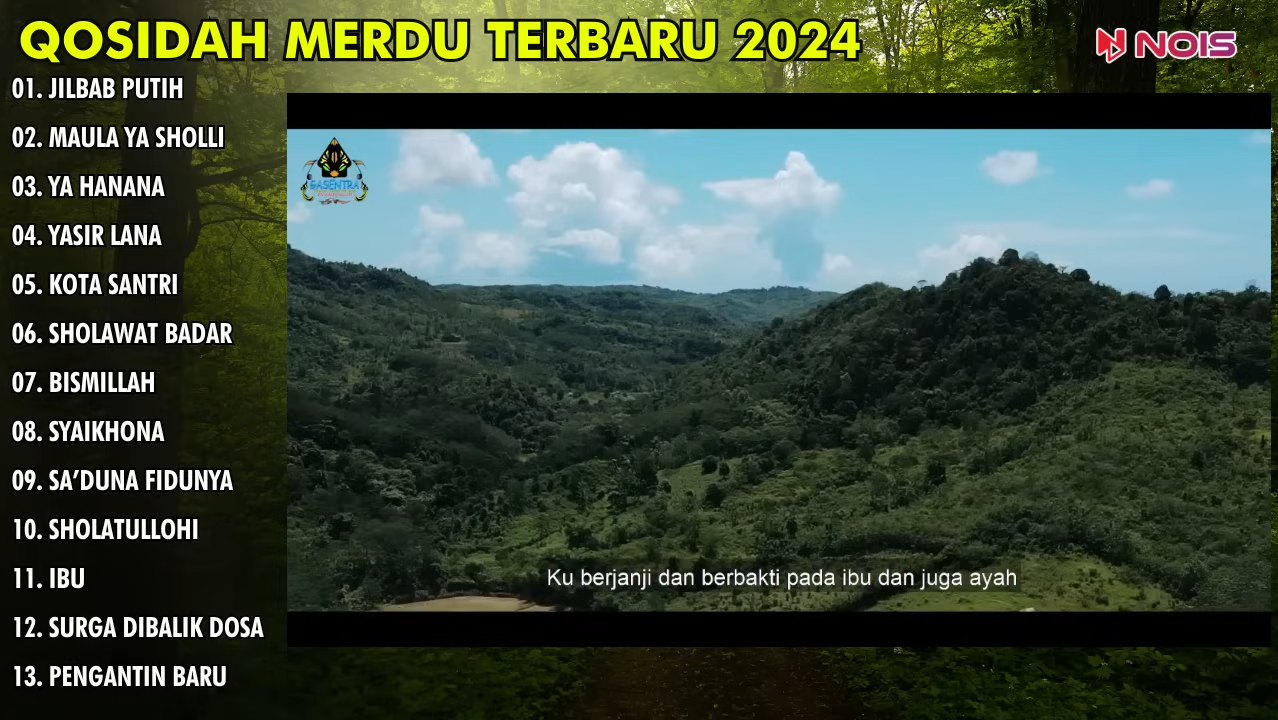 QOSIDAH MERDU TERBARU 2024
NOIS
01. JILBAB PUTIH
02. MAULA YA SHOLLI
03. YA HANANA
04. YASIR LANA
05. KOTA SANTRI
06. SHOLAWAT BADAR
07. BISMILLAH
08. SYAIKHONA
09. SA’DUNA FIDUNYA
10. SHOLATULLOHI
11. IBU
12. SURGA DIBALIK DOSA
13. PENGANTIN BARU
GASENTRA
Ku berjanji dan berbakti pada ibu dan juga ayah